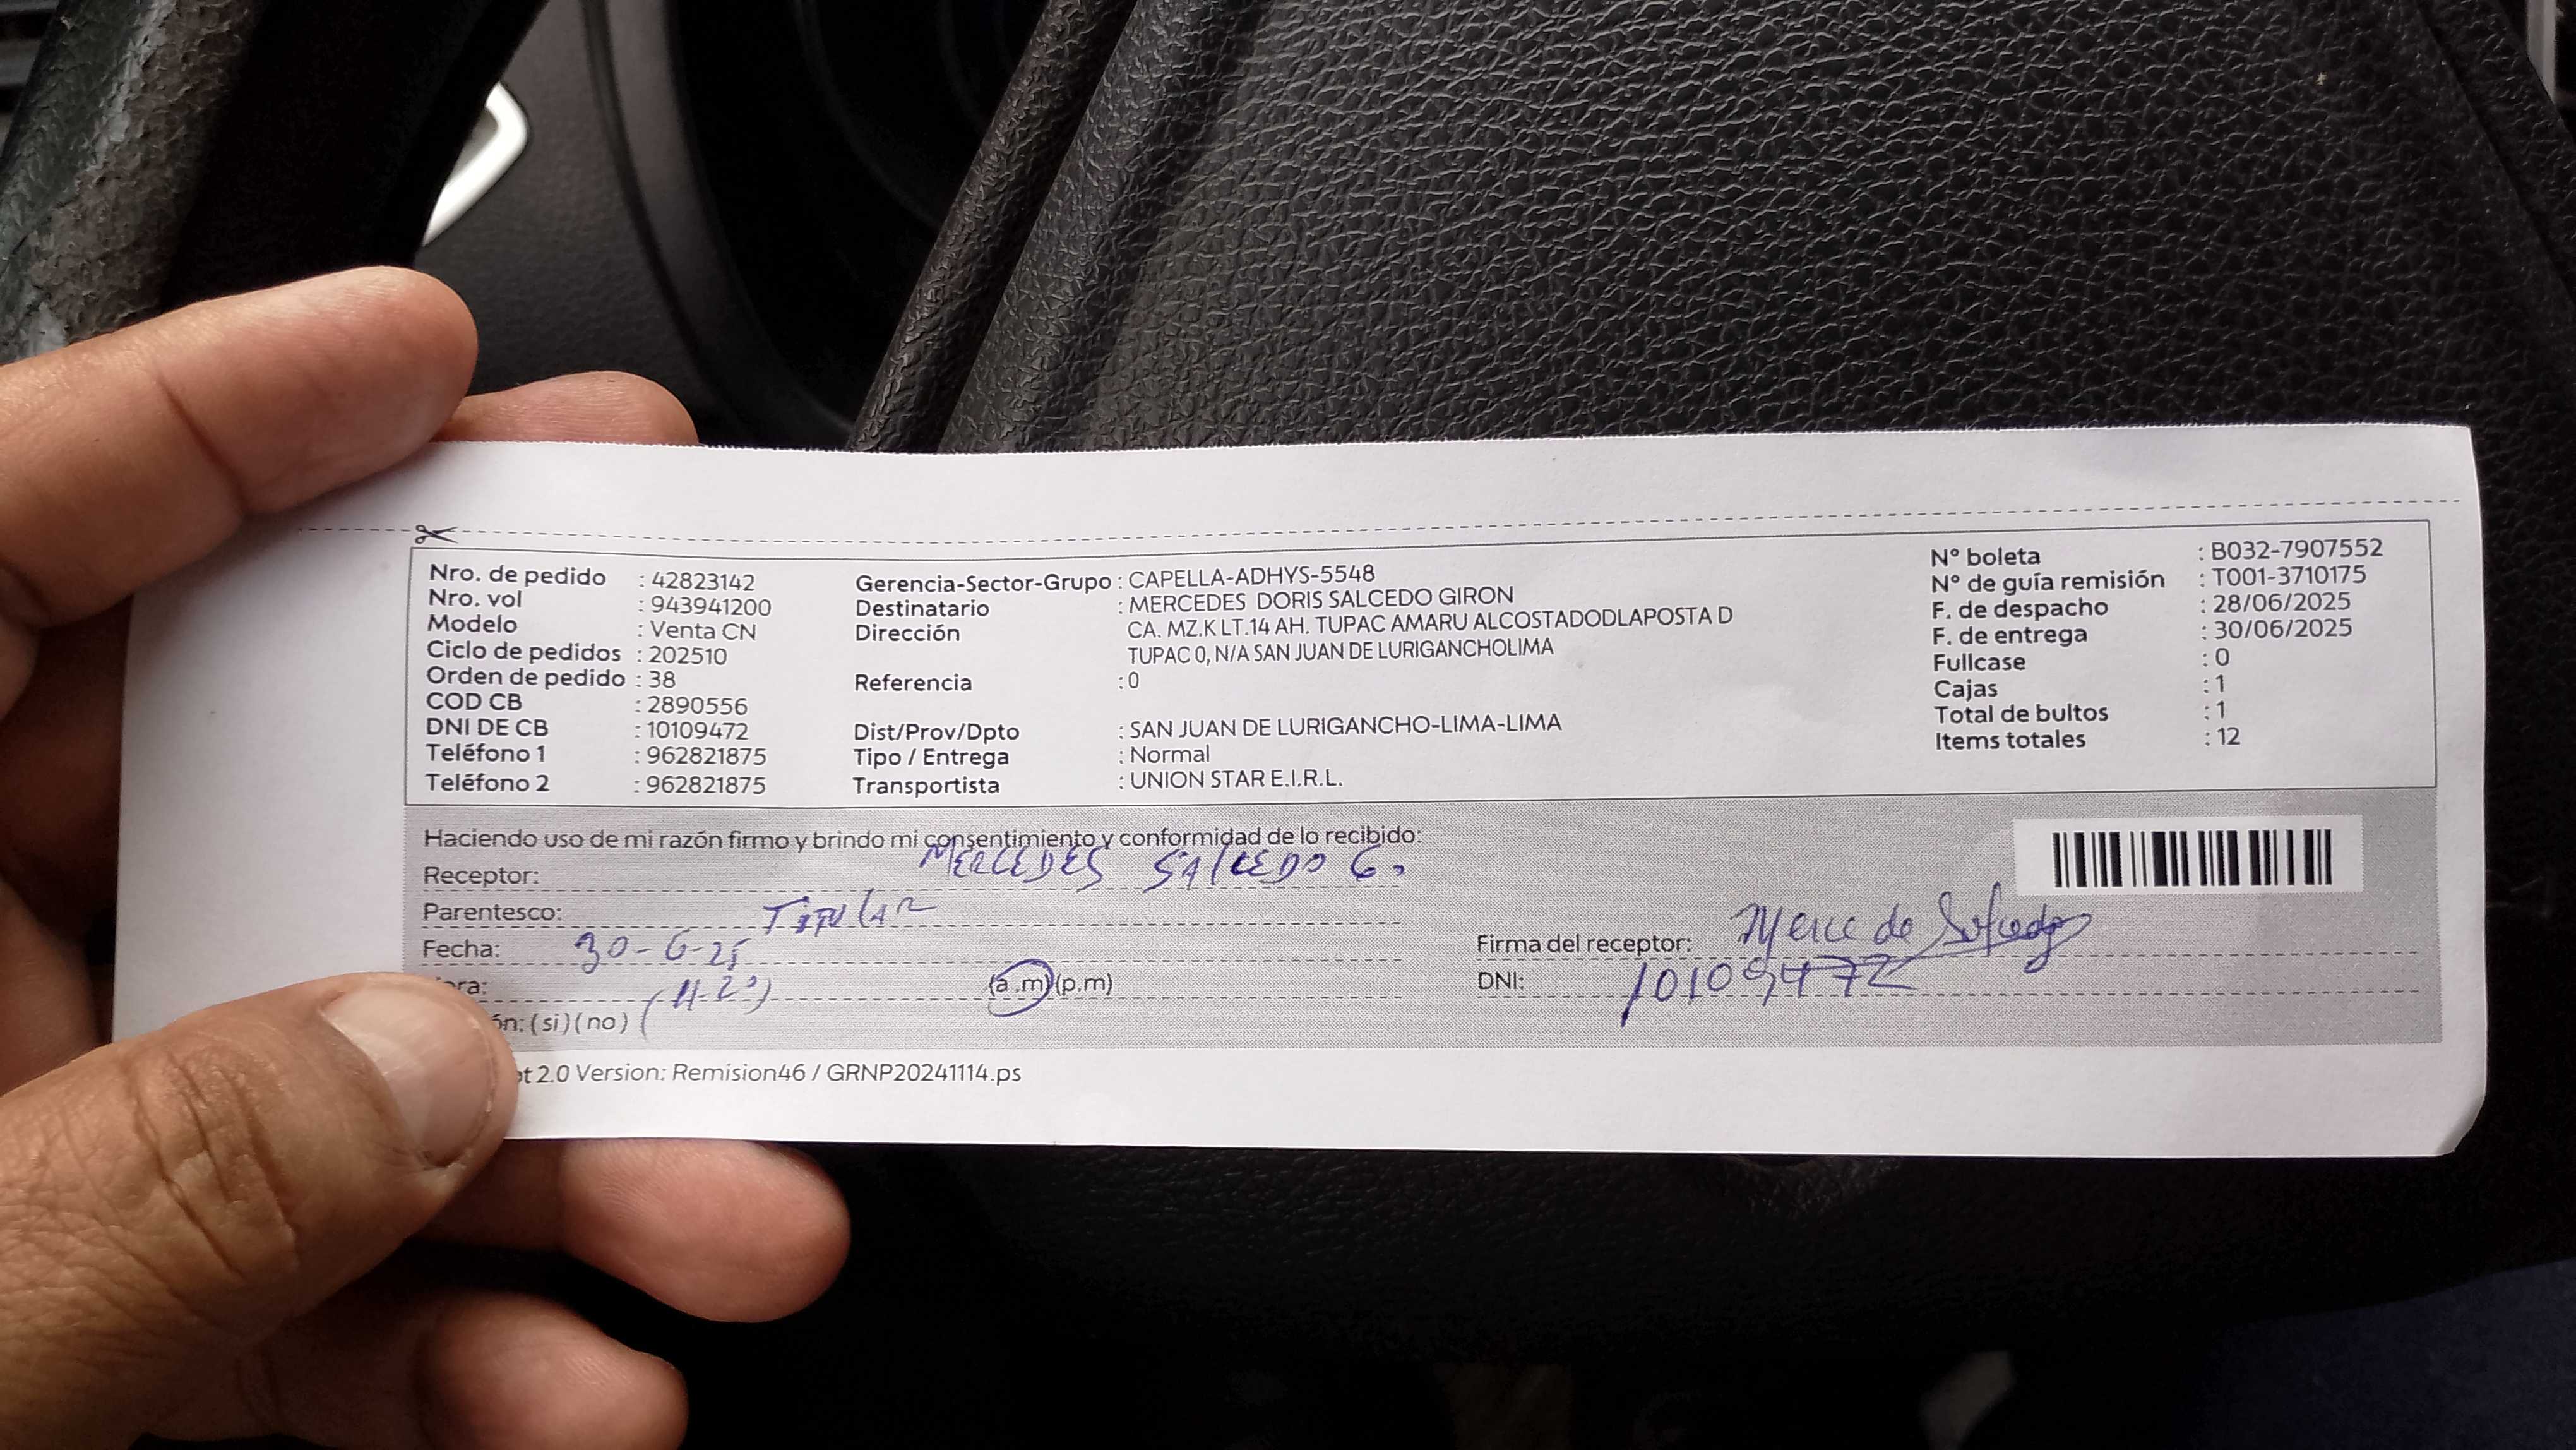 Nro. de pedido : 42823142
Nro. vol : 943941200
Modelo : Venta CN
Ciclo de pedidos : 202510
Orden de pedido : 38
COD CB : 2890556
DNI DE CB : 10109472
Teléfono 1 : 962821875
Teléfono 2 : 962821875
Gerencia-Sector-Grupo : CAPELLA-ADHYS-5548
Destinatario : MERCEDES DORIS SALCEDO GIRON
Dirección : CA. MZ.K LT.14 AH. TUPAC AMARU ALCOSTADODLAPOSTA D
TUPAC 0, N/A SAN JUAN DE LURIGANCHOLIMA
Referencia : 0
Dist/Prov/Dpto : SAN JUAN DE LURIGANCHO-LIMA-LIMA
Tipo / Entrega : Normal
Transportista : UNION STAR E.I.R.L.
N° boleta : B032-7907552
N° de guía remisión : T001-3710175
F. de despacho : 28/06/2025
F. de entrega : 30/06/2025
Fullcase : 0
Cajas : 1
Total de bultos : 1
Items totales : 12
Haciendo uso de mi razón firmo y brindo mi consentimiento y conformidad de lo recibido:
Receptor: MERCEDES SALCEDO G.
Parentesco: TITULAR
Fecha: 30-6-25
(a.m)(p.m)
(si)(no)
Firma del receptor: Mercede Salcedo
DNI: 10109472
2.0 Version: Remision46 / GRNP20241114.ps